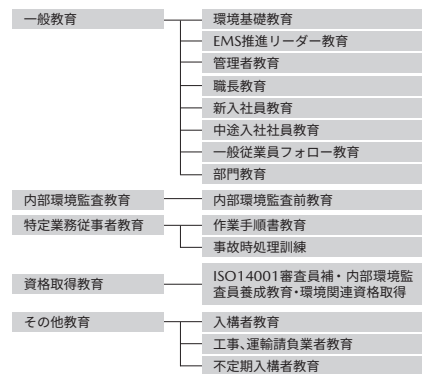 一般教育
環境基礎教育
EMS推進リーダー教育
管理者教育
職長教育
新入社員教育
中途入社社員教育
一般従業員フォロー教育
部門教育
内部環境監査教育
内部環境監査前教育
特定業務従事者教育
作業手順書教育
事故時処理訓練
資格取得教育
ISO14001審査員補・内部環境監
査員養成教育・環境関連資格取得
その他教育
入構者教育
工事、運輸請負業者教育
不定期入構者教育